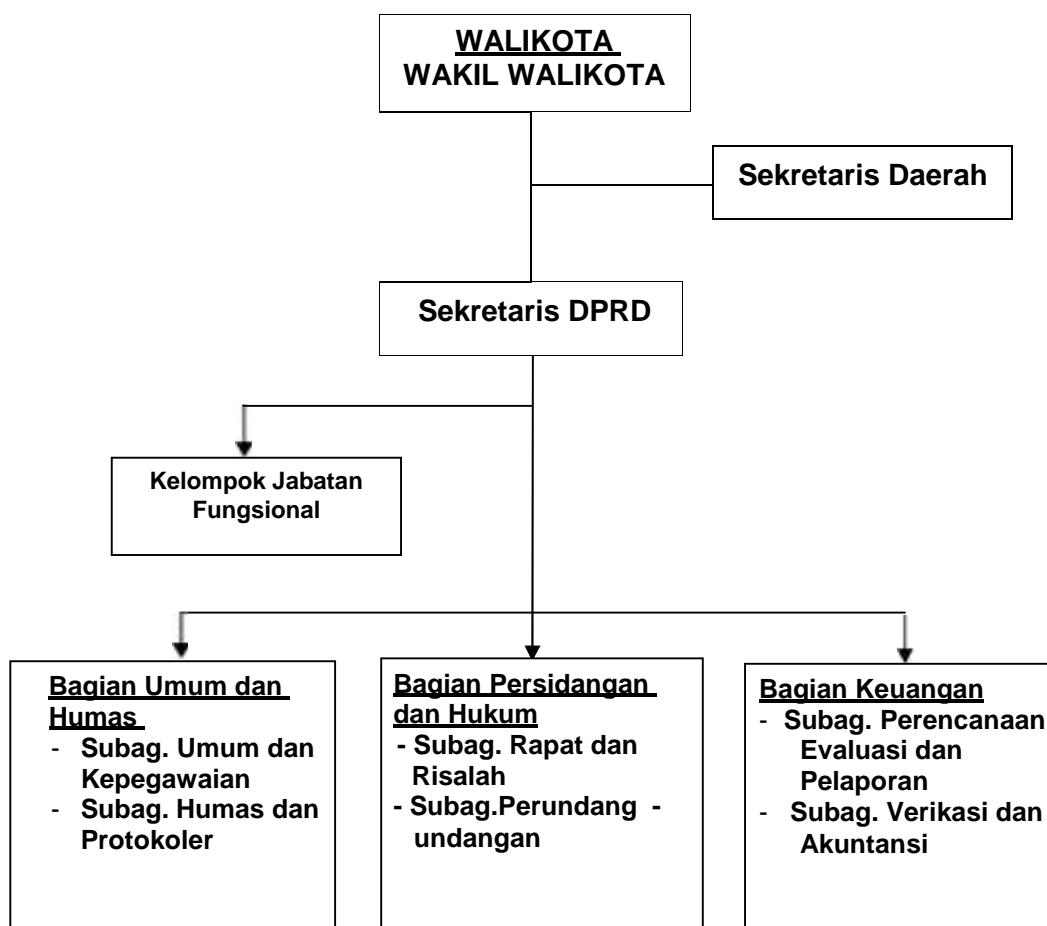 WALIKOTA
WAKIL WALIKOTA
Sekretaris Daerah
Sekretaris DPRD
Kelompok Jabatan
Fungsional
Bagian Umum dan
Humas
- Subag. Umum dan
Kepegawaian
- Subag. Humas dan
Protokoler
Bagian Persidangan
dan Hukum
- Subag. Rapat dan
Risalah
- Subag.Perundang -
undangan
Bagian Keuangan
- Subag. Perencanaan
Evaluasi dan
Pelaporan
- Subag. Verikasi dan
Akuntansi